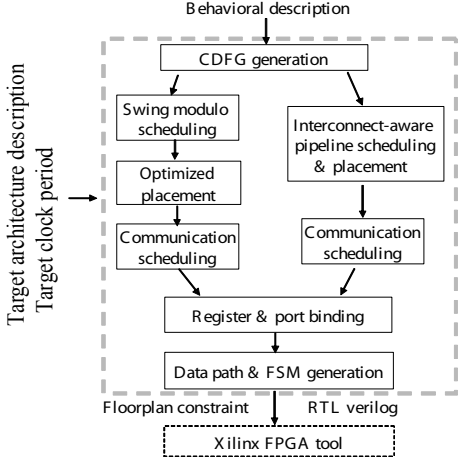 Behavioral description
CDFG generation
Swing modulo
scheduling
Interconnect-aware
pipeline scheduling
& placement
Optimized
placement
Communication
scheduling
Communication
scheduling
Target architecture description
Target clock period
Register & port binding
Data path & FSM generation
Floorplan constraint
RTL verilog
Xilinx FPGA tool